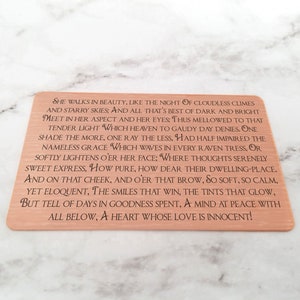 She walks in beauty, like the night Of cloudless climes
and starry skies; And all that's best of dark and bright
Meet in her aspect and her eyes: Thus mellowed to that
tender light Which heaven to gaudy day denies. One
shade the more, one ray the less, Had half impaired the
nameless grace Which waves in every raven tress, Or
softly lightens o'er her face; Where thoughts serenely
sweet express, How pure, how dear their dwelling-place.
And on that cheek, and o'er that brow, So soft, so calm,
yet eloquent, The smiles that win, the tints that glow,
But tell of days in goodness spent, A mind at peace with
all below, A heart whose love is innocent!